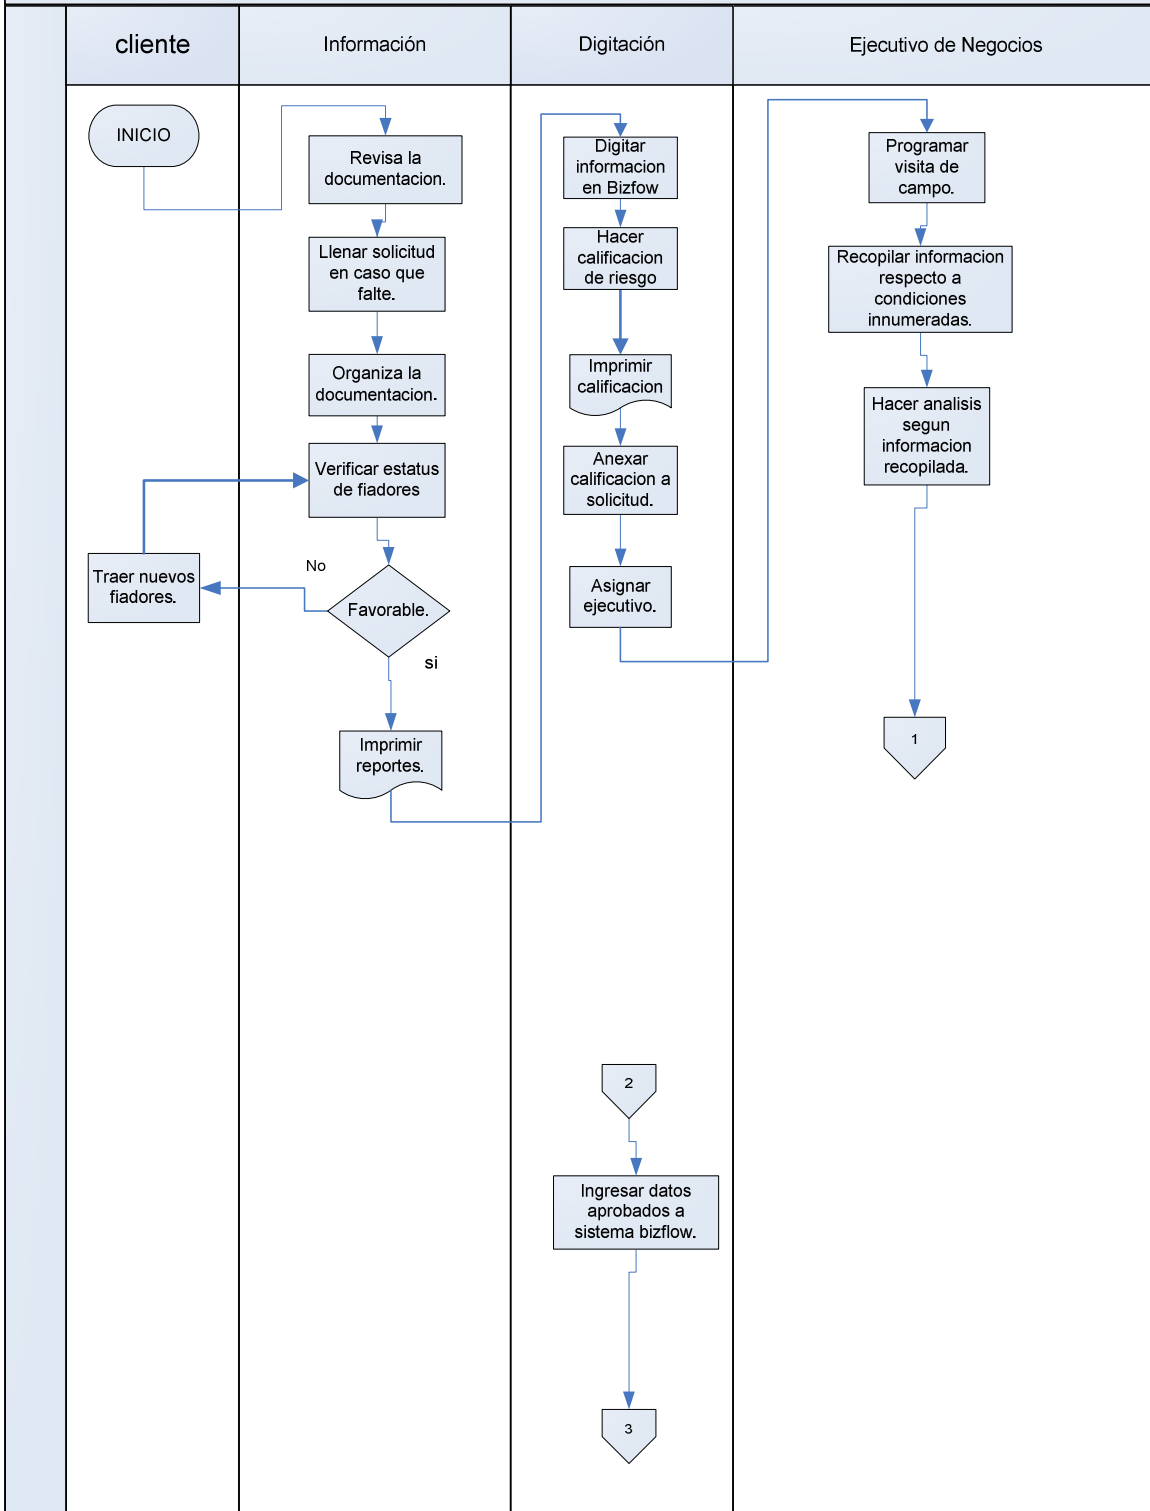 cliente
Información
Digitación
Ejecutivo de Negocios
INICIO
Revisa la
documentacion.
Llenar solicitud
en caso que
falte.
Organiza la
documentacion.
Verificar estatus
de fiadores
Traer nuevos
fiadores.
No
Favorable.
si
Imprimir
reportes.
Digitar
informacion
en Bizfow
Hacer
calificacion
de riesgo
Imprimir
calificacion
Anexar
calificacion a
solicitud.
Asignar
ejecutivo.
Programar
visita de
campo.
Recopilar informacion
respecto a
condiciones
innumeradas.
Hacer analisis
segun
informacion
recopilada.
1
2
Ingresar datos
aprobados a
sistema bizflow.
3